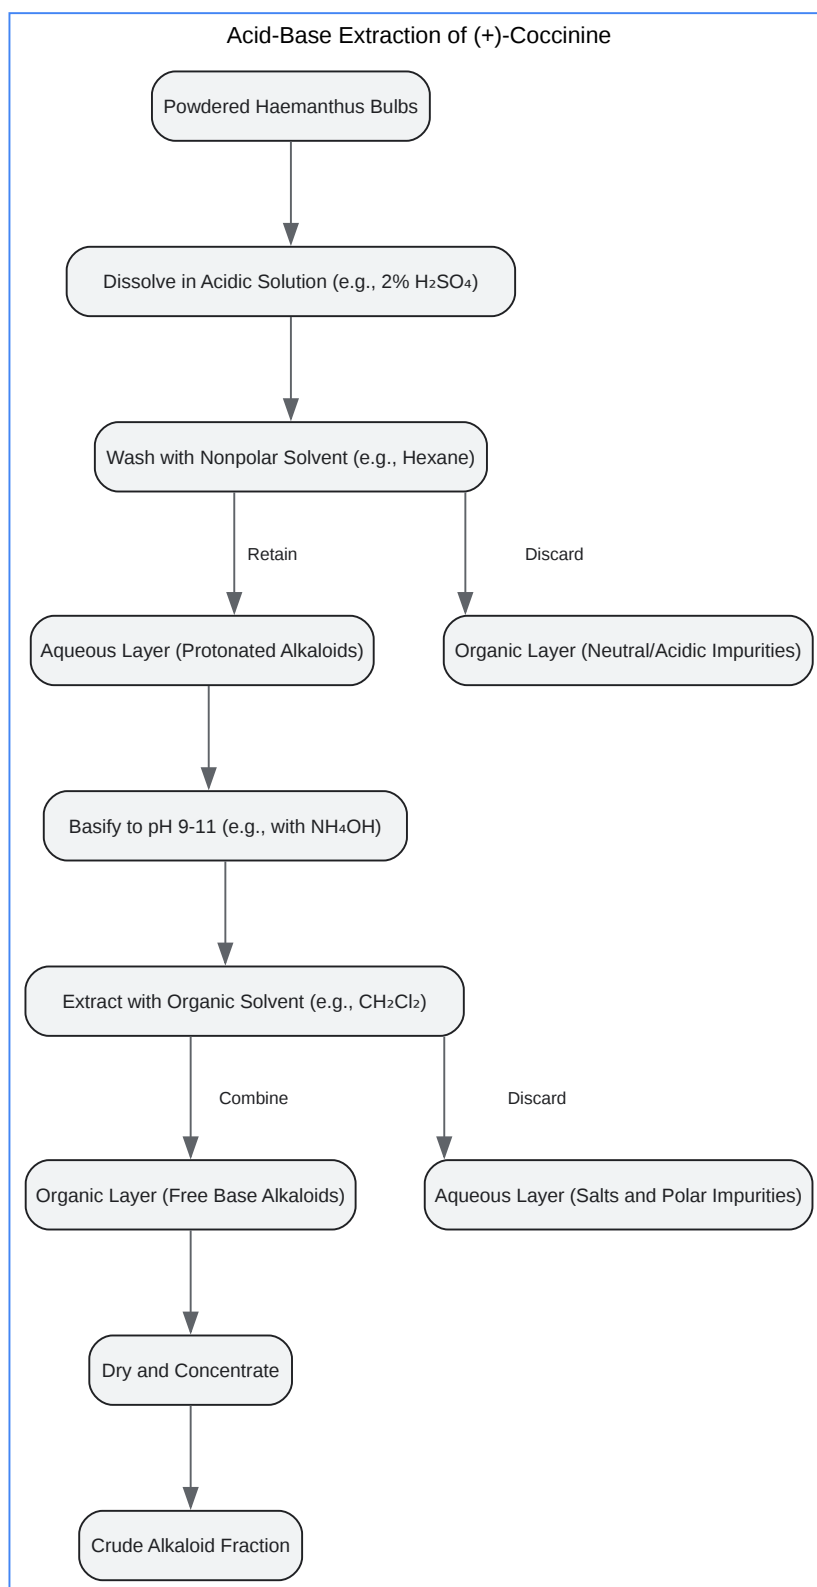 Acid-Base Extraction of (+)-Coccinine
Powdered Haemanthus Bulbs
Dissolve in Acidic Solution (e.g., 2% H₂SO₄)
Wash with Nonpolar Solvent (e.g., Hexane)
Retain
Discard
Aqueous Layer (Protonated Alkaloids)
Organic Layer (Neutral/Acidic Impurities)
Basify to pH 9-11 (e.g., with NH₄OH)
Extract with Organic Solvent (e.g., CH₂Cl₂)
Combine
Discard
Organic Layer (Free Base Alkaloids)
Aqueous Layer (Salts and Polar Impurities)
Dry and Concentrate
Crude Alkaloid Fraction